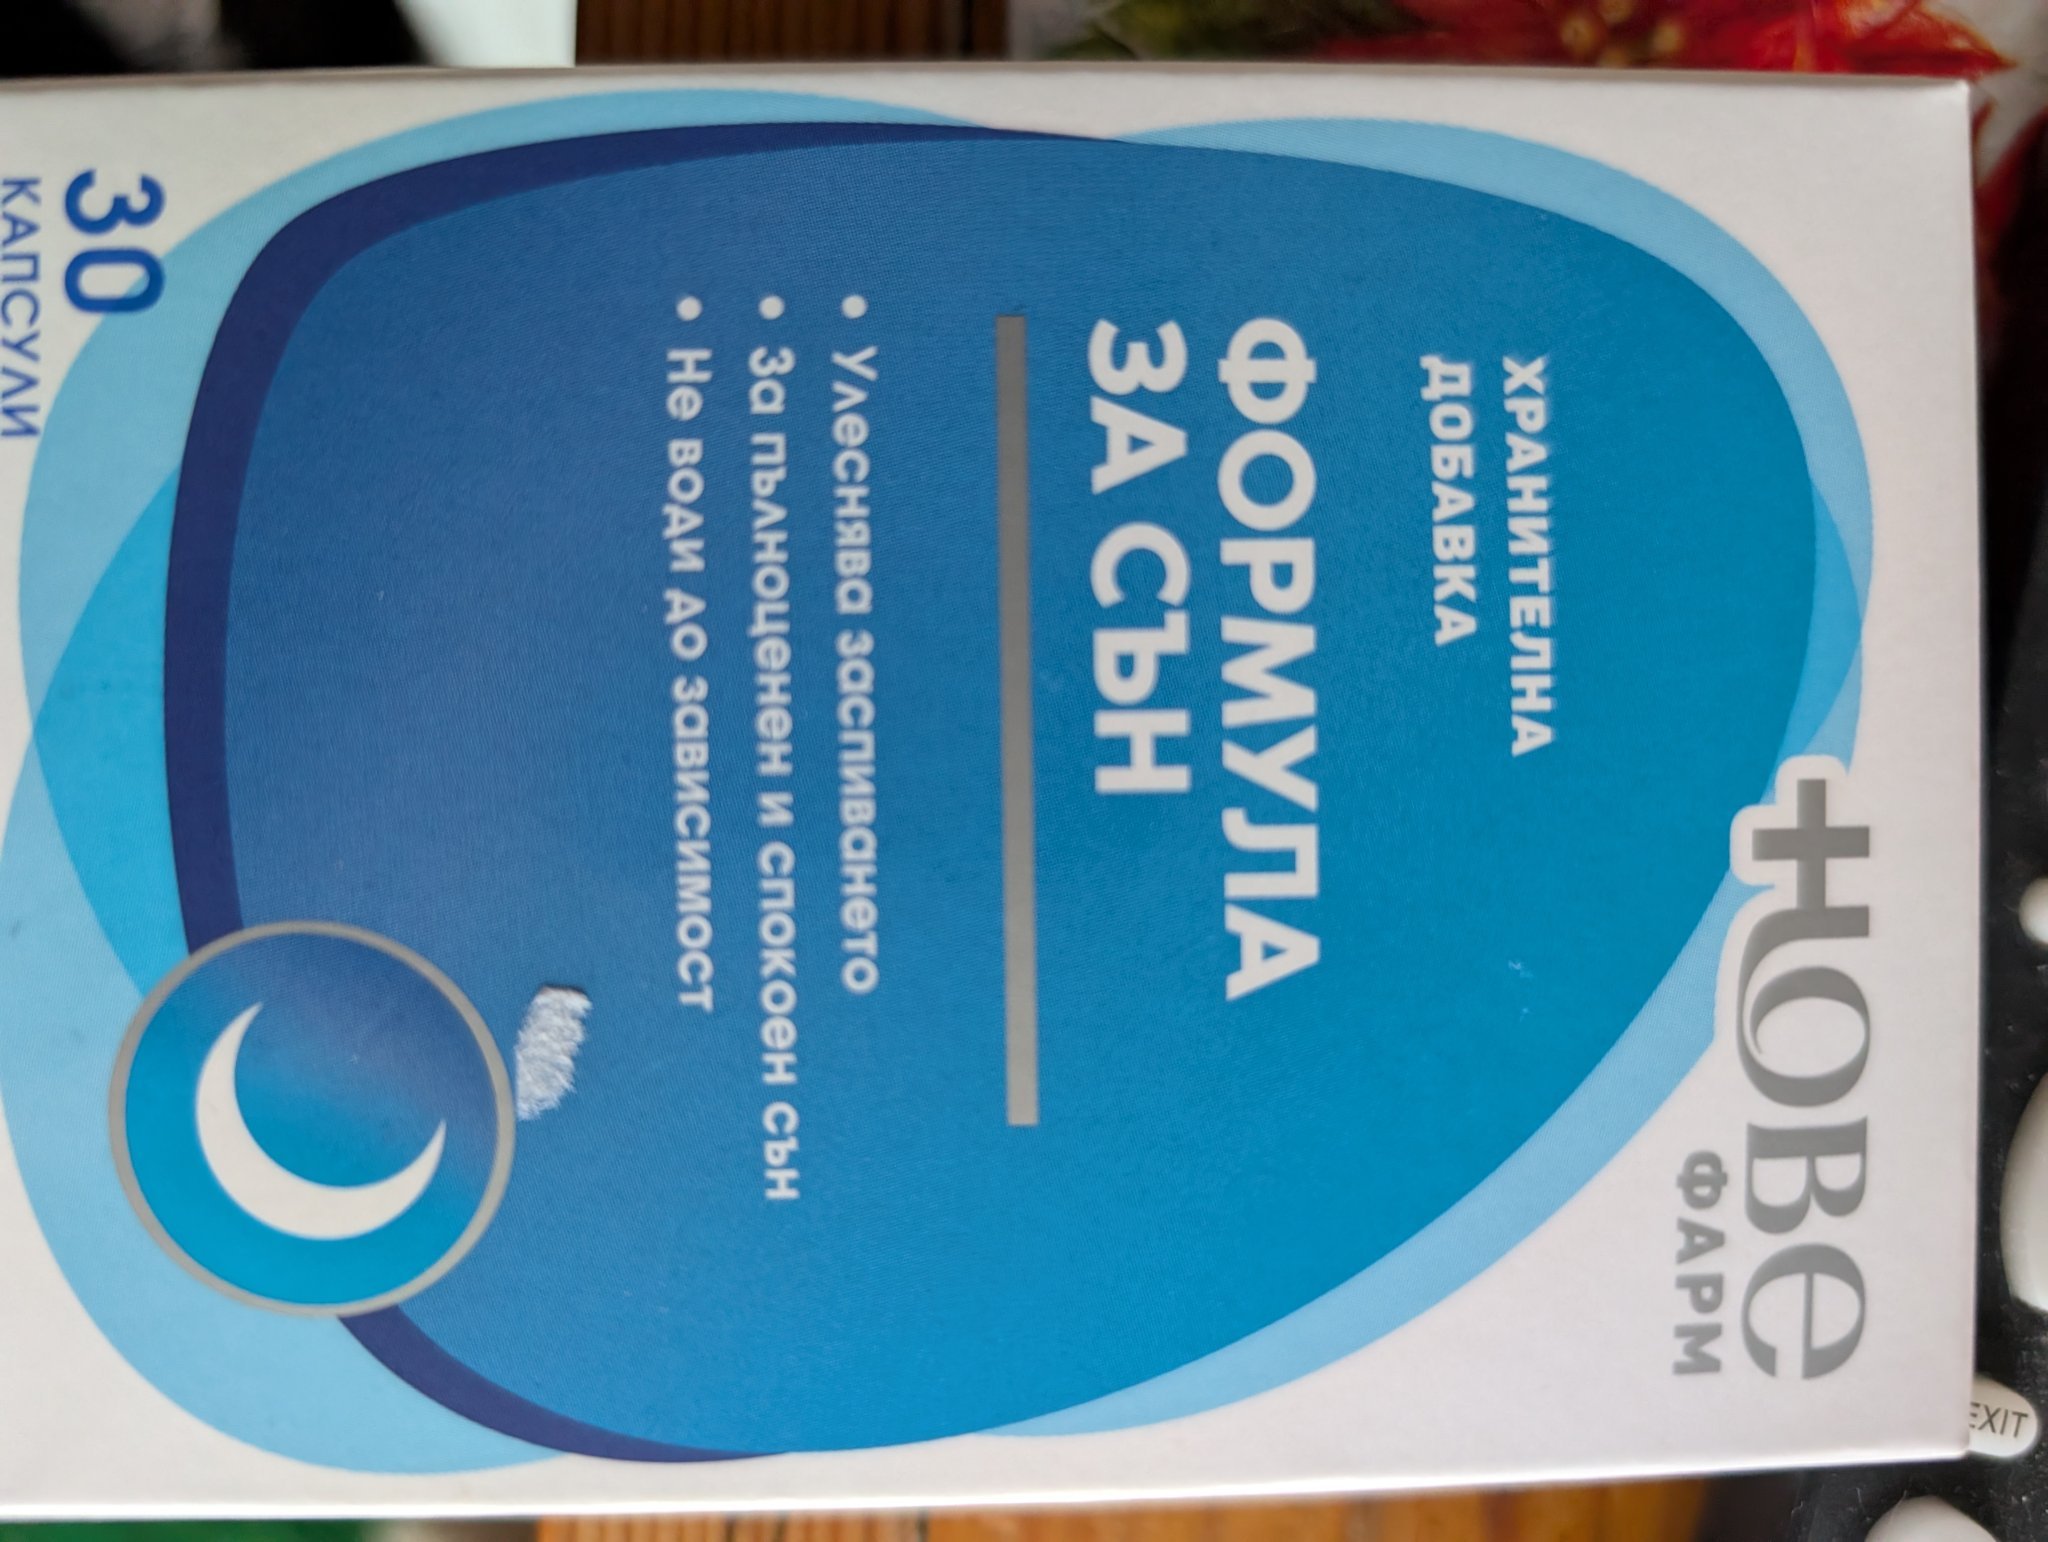 НОВЕ
ФАРМ
ХРАНИТЕЛНА
ДОБАВКА
ФОРМУЛА
ЗА СЪН
• Улеснява заспиването
• За пълноценен и спокоен сън
• Не води до зависимост
30
КАПСУЛИ
EXIT